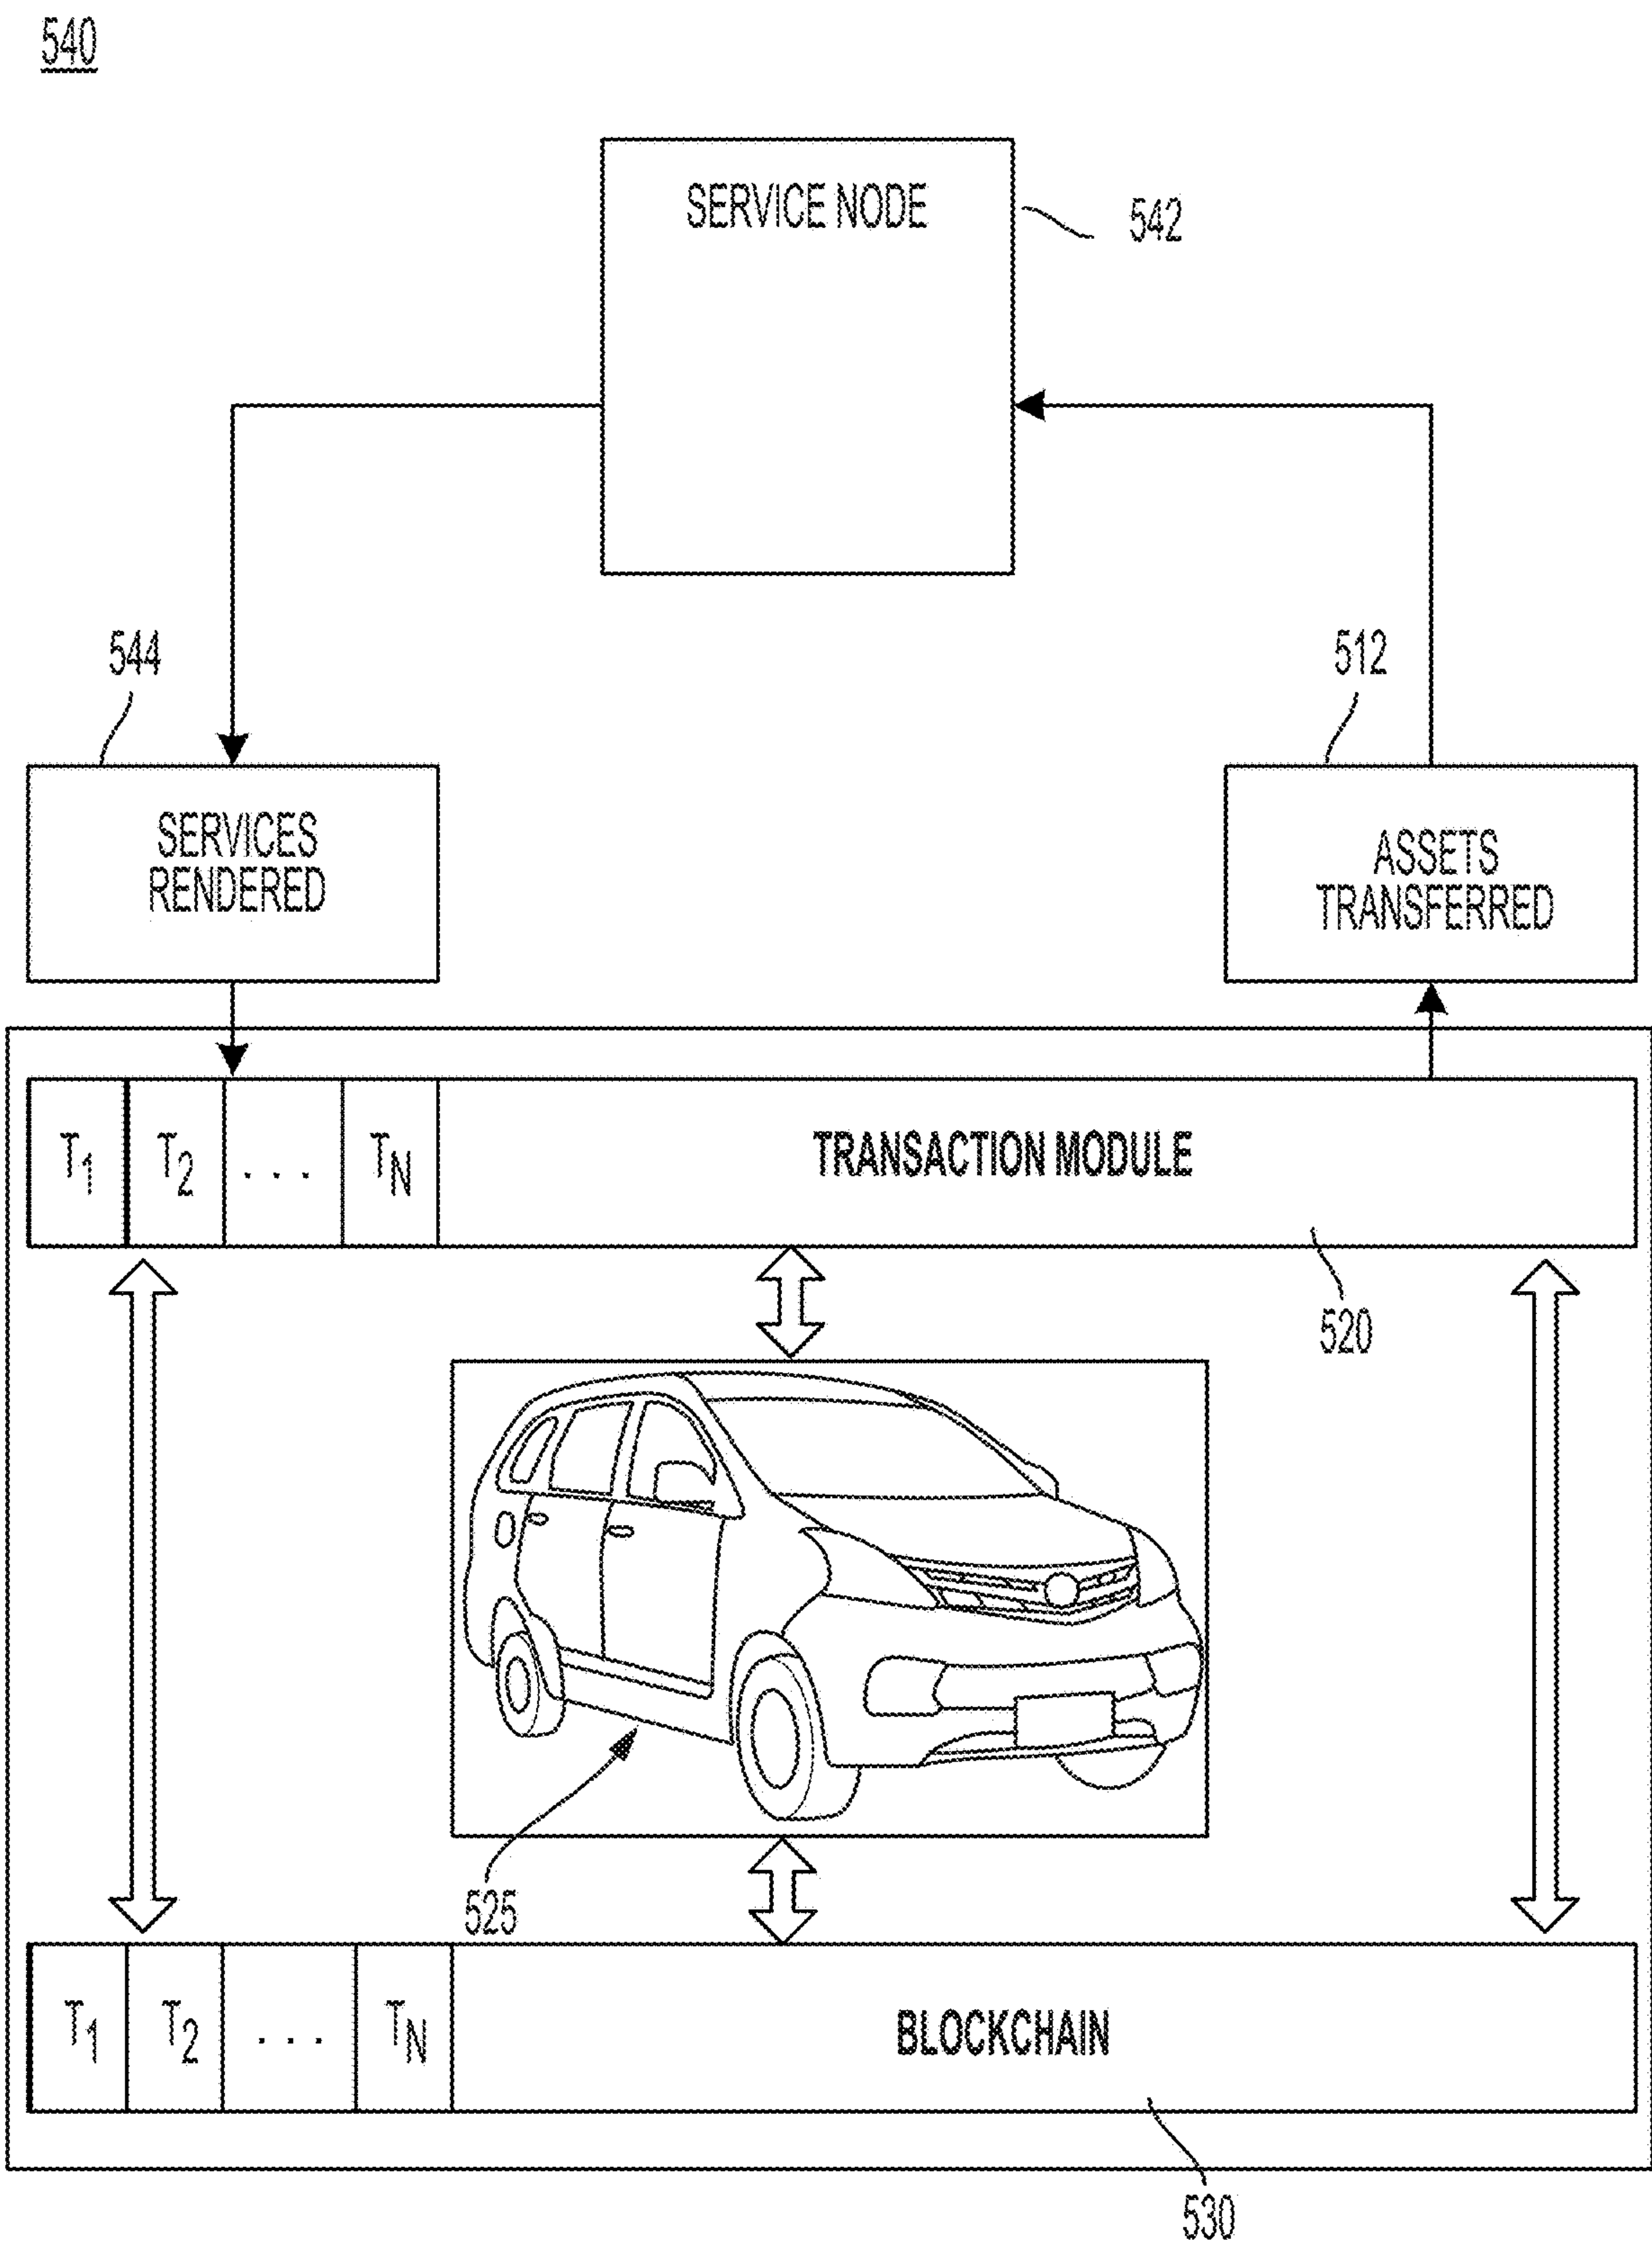 540
SERVICE NODE
542
544
512
SERVICES
RENDERED
ASSETS
TRANSFERRED
T1 T2 . . . TN TRANSACTION MODULE
520
525
T1 T2 . . . TN BLOCKCHAIN
530